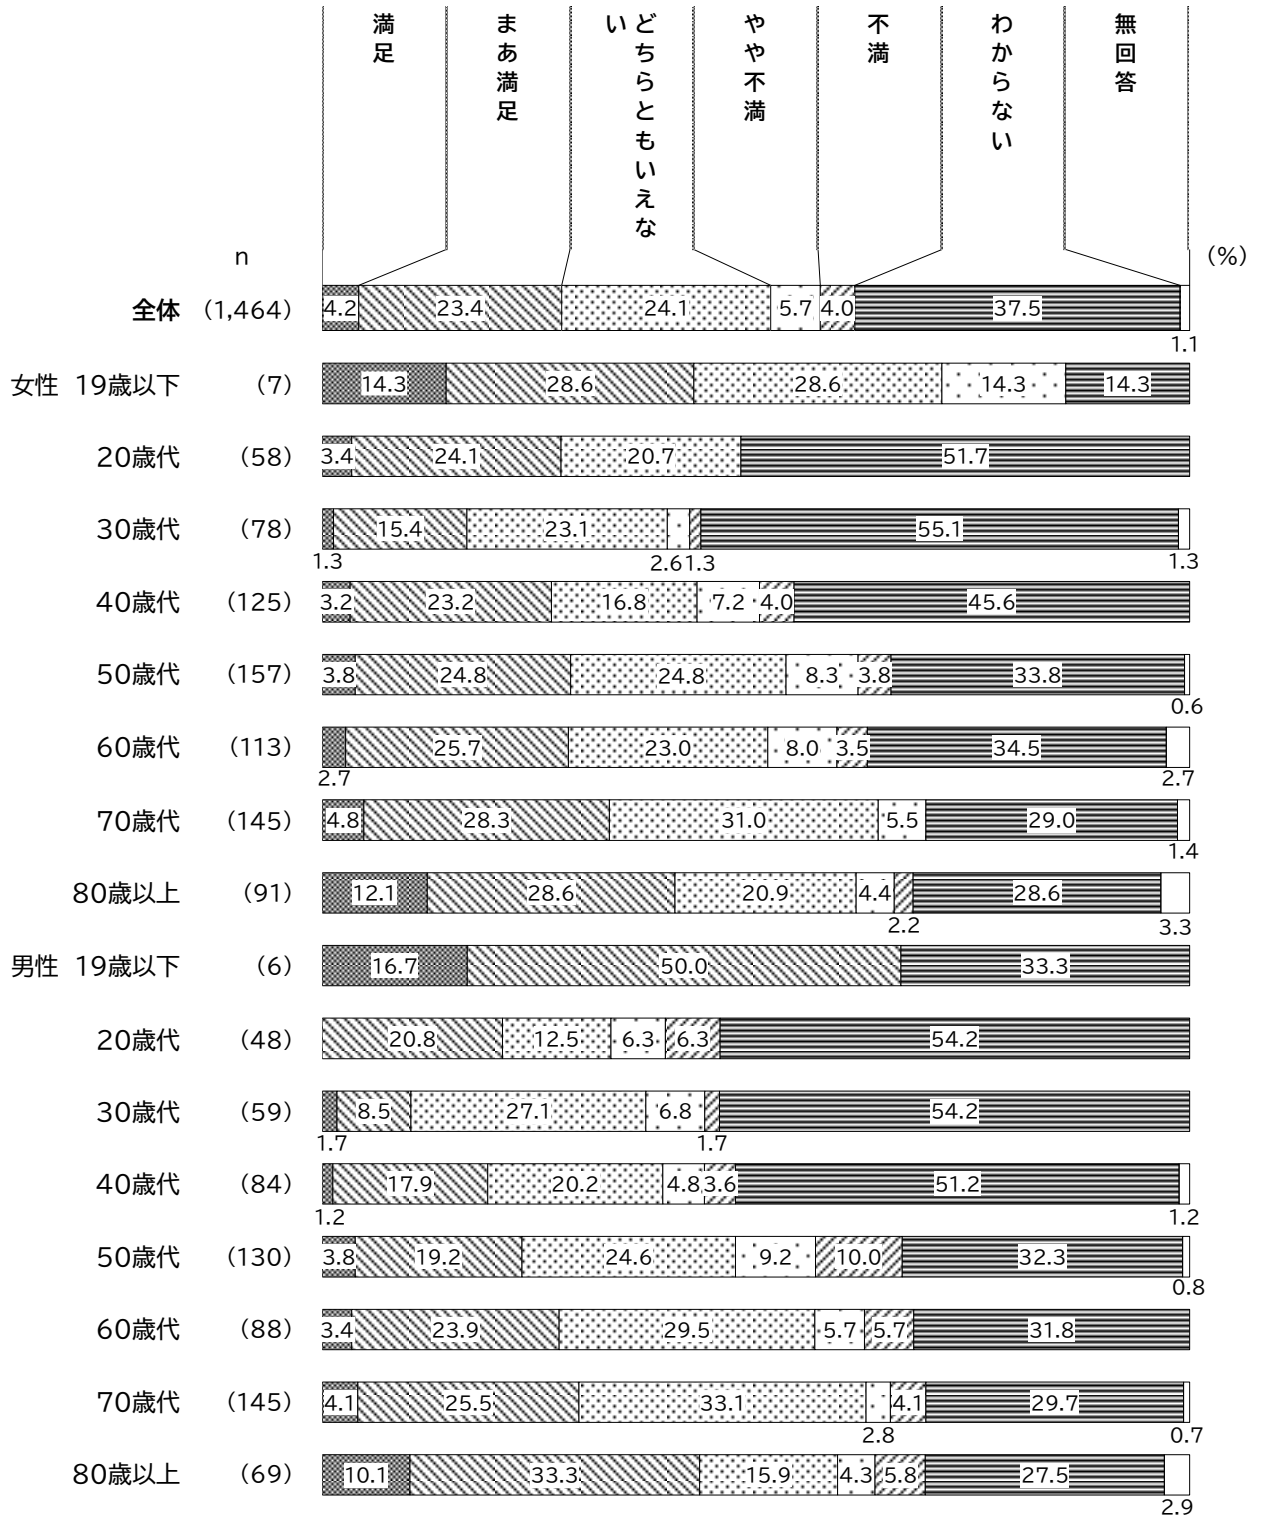 満足
まあ満足
どちらともいえな
い
やや不満
不満
わからない
無回答
n
(%)
全体 (1,464) 4.2 23.4 24.1 5.7 4.0 37.5
1.1
女性 19歳以下 (7) 14.3 28.6 28.6 14.3 14.3
20歳代 (58) 3.4 24.1 20.7 51.7
30歳代 (78) 15.4 23.1 55.1
1.3 2.6 1.3 1.3
40歳代 (125) 3.2 23.2 16.8 7.2 4.0 45.6
50歳代 (157) 3.8 24.8 24.8 8.3 3.8 33.8
0.6
60歳代 (113) 25.7 23.0 8.0 3.5 34.5
2.7 2.7
70歳代 (145) 4.8 28.3 31.0 5.5 29.0
1.4
80歳以上 (91) 12.1 28.6 20.9 4.4 28.6
2.2 3.3
男性 19歳以下 (6) 16.7 50.0 33.3
20歳代 (48) 20.8 12.5 6.3 6.3 54.2
30歳代 (59) 8.5 27.1 6.8 54.2
1.7 1.7
40歳代 (84) 17.9 20.2 4.8 3.6 51.2
1.2 1.2
50歳代 (130) 3.8 19.2 24.6 9.2 10.0 32.3
0.8
60歳代 (88) 3.4 23.9 29.5 5.7 5.7 31.8
70歳代 (145) 4.1 25.5 33.1 4.1 29.7
2.8 0.7
80歳以上 (69) 10.1 33.3 15.9 4.3 5.8 27.5
2.9